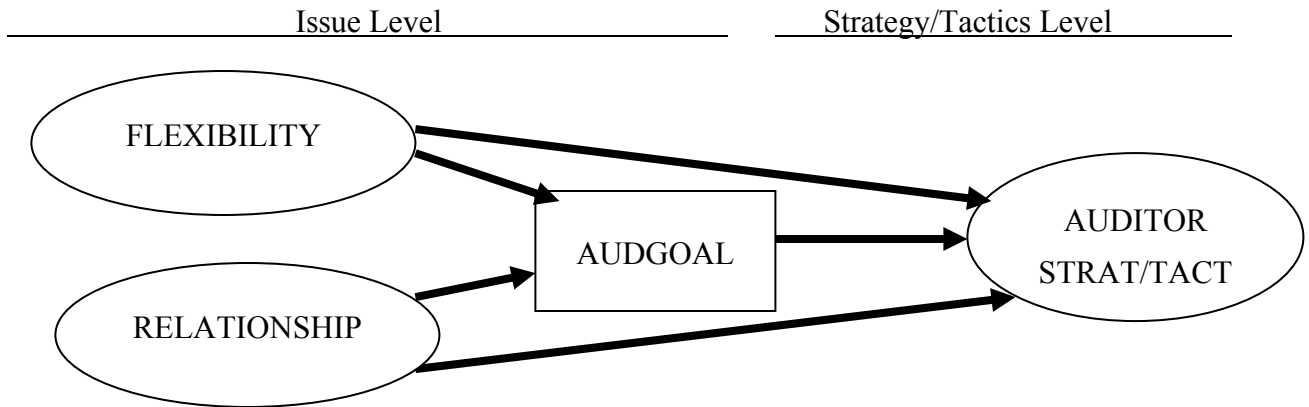 Issue Level
Strategy/Tactics Level
FLEXIBILITY
AUDGOAL
RELATIONSHIP
AUDITOR
STRAT/TACT